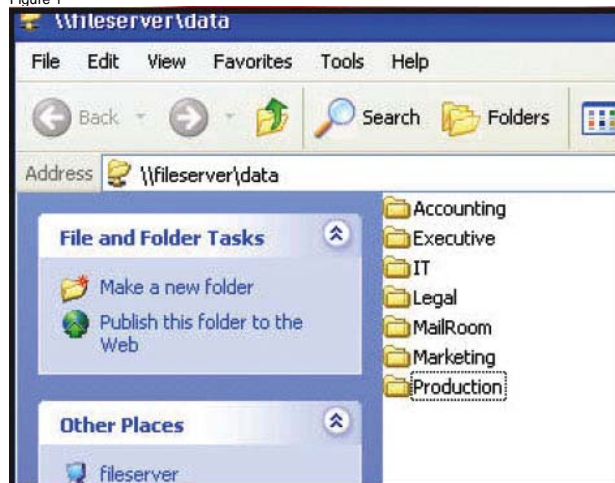 Figure 1
\\fileserver\data
File Edit View Favorites Tools Help
Back Search Folders
Address \\fileserver\data
File and Folder Tasks
Make a new folder
Publish this folder to the
Web
Other Places
fileserver
Accounting
Executive
IT
Legal
MailRoom
Marketing
Production